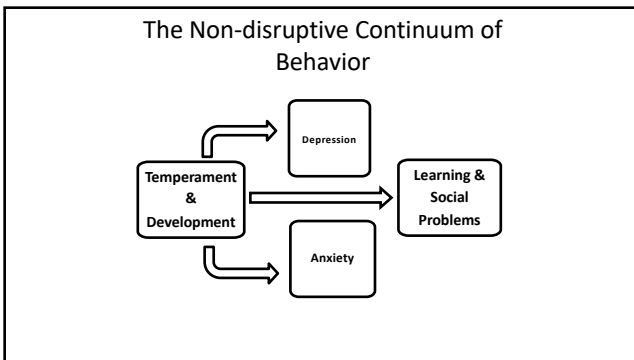 The Non-disruptive Continuum of
Behavior
Depression
Temperament
&
Development
Learning &
Social
Problems
Anxiety